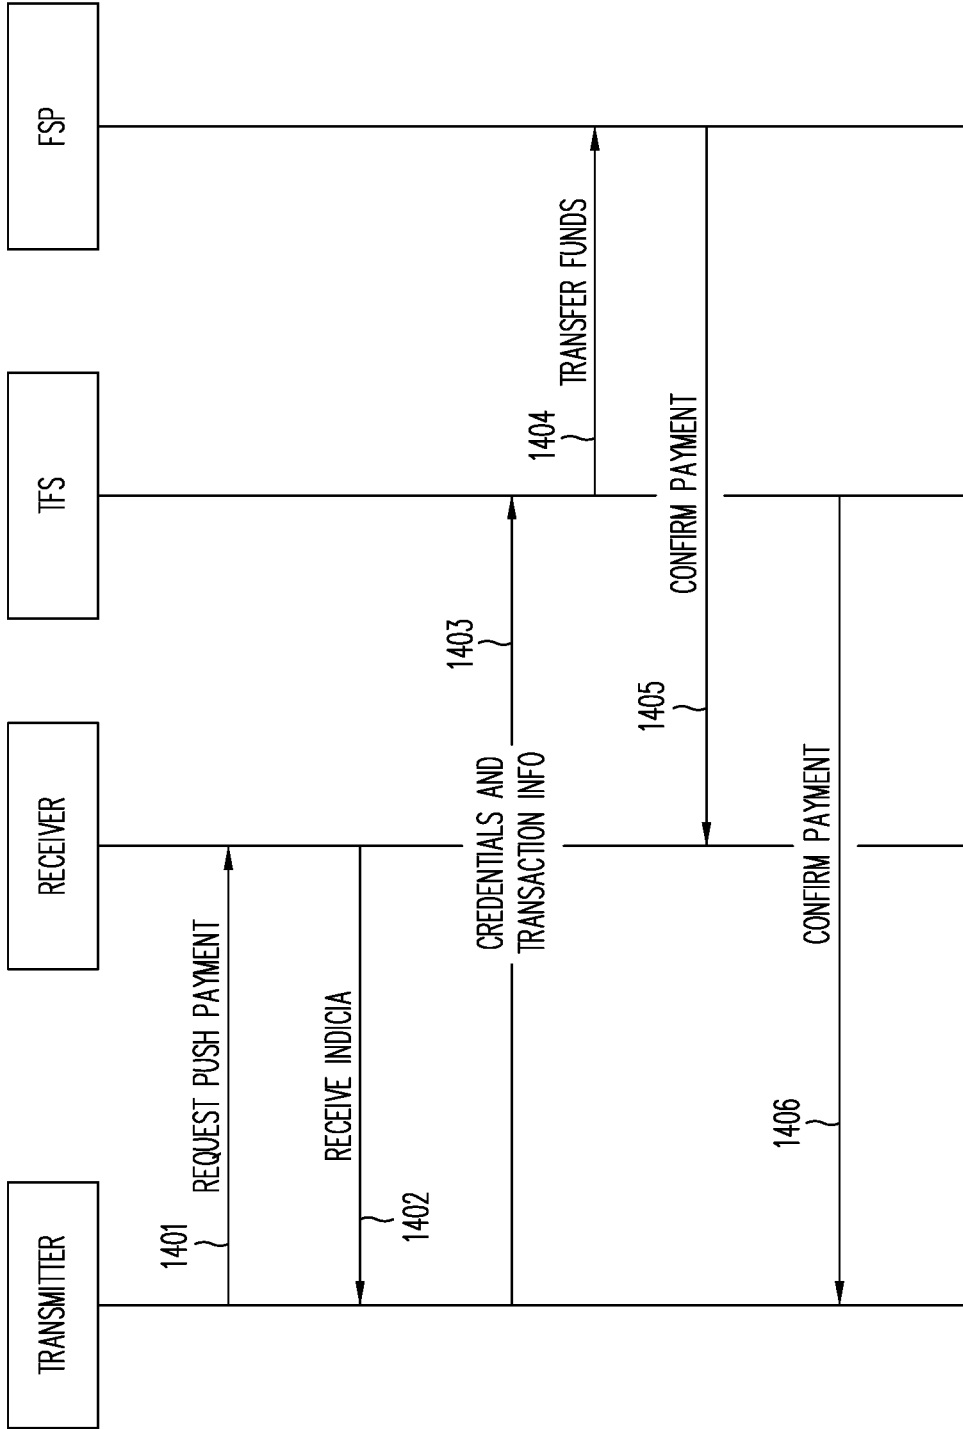 TRANSMITTER
RECEIVER
TFS
FSP
1401
REQUEST PUSH PAYMENT
RECEIVE INDICIA
1402
CREDENTIALS AND
TRANSACTION INFO
1403
1404
TRANSFER FUNDS
1405
CONFIRM PAYMENT
1406
CONFIRM PAYMENT